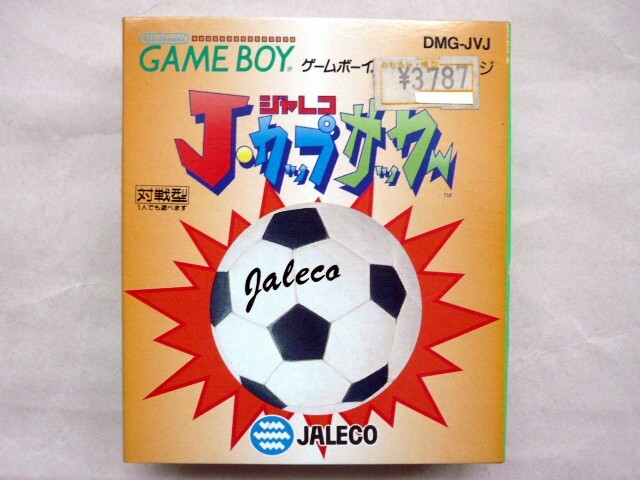 Nintendo
GAME BOY
ゲームボーイ
ジ
DMG-JVJ
¥3787
ジャレコ
J.カップサッカー
TM
対戦型
1人でも遊べます
Jaleco
JALECO